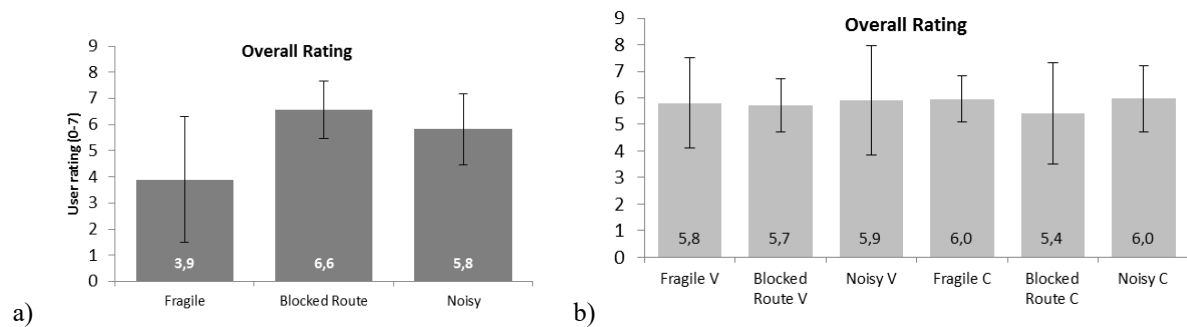 Overall Rating
User rating (0-7)
9
8
7
6
5
4
3
2
1
0
3,9
6,6
5,8
Fragile
Blocked Route
Noisy
a)
Overall Rating
9
8
7
6
5
4
3
2
1
0
5,8
5,7
5,9
6,0
5,4
6,0
Fragile V
Blocked
Route V
Noisy V
Fragile C
Blocked
Route C
Noisy C
b)